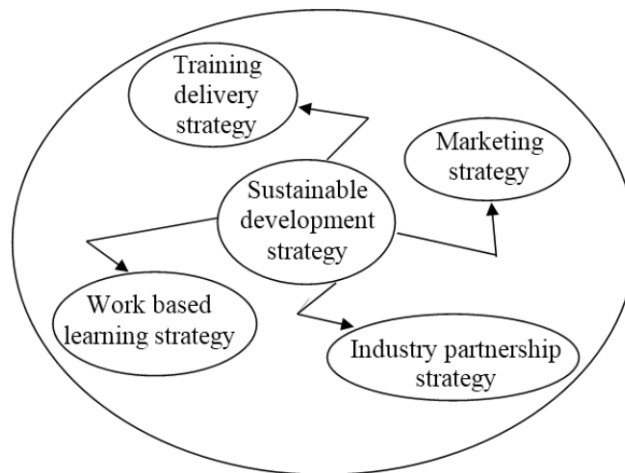 Training
delivery
strategy
Marketing
strategy
Sustainable
development
strategy
Work based
learning strategy
Industry partnership
strategy